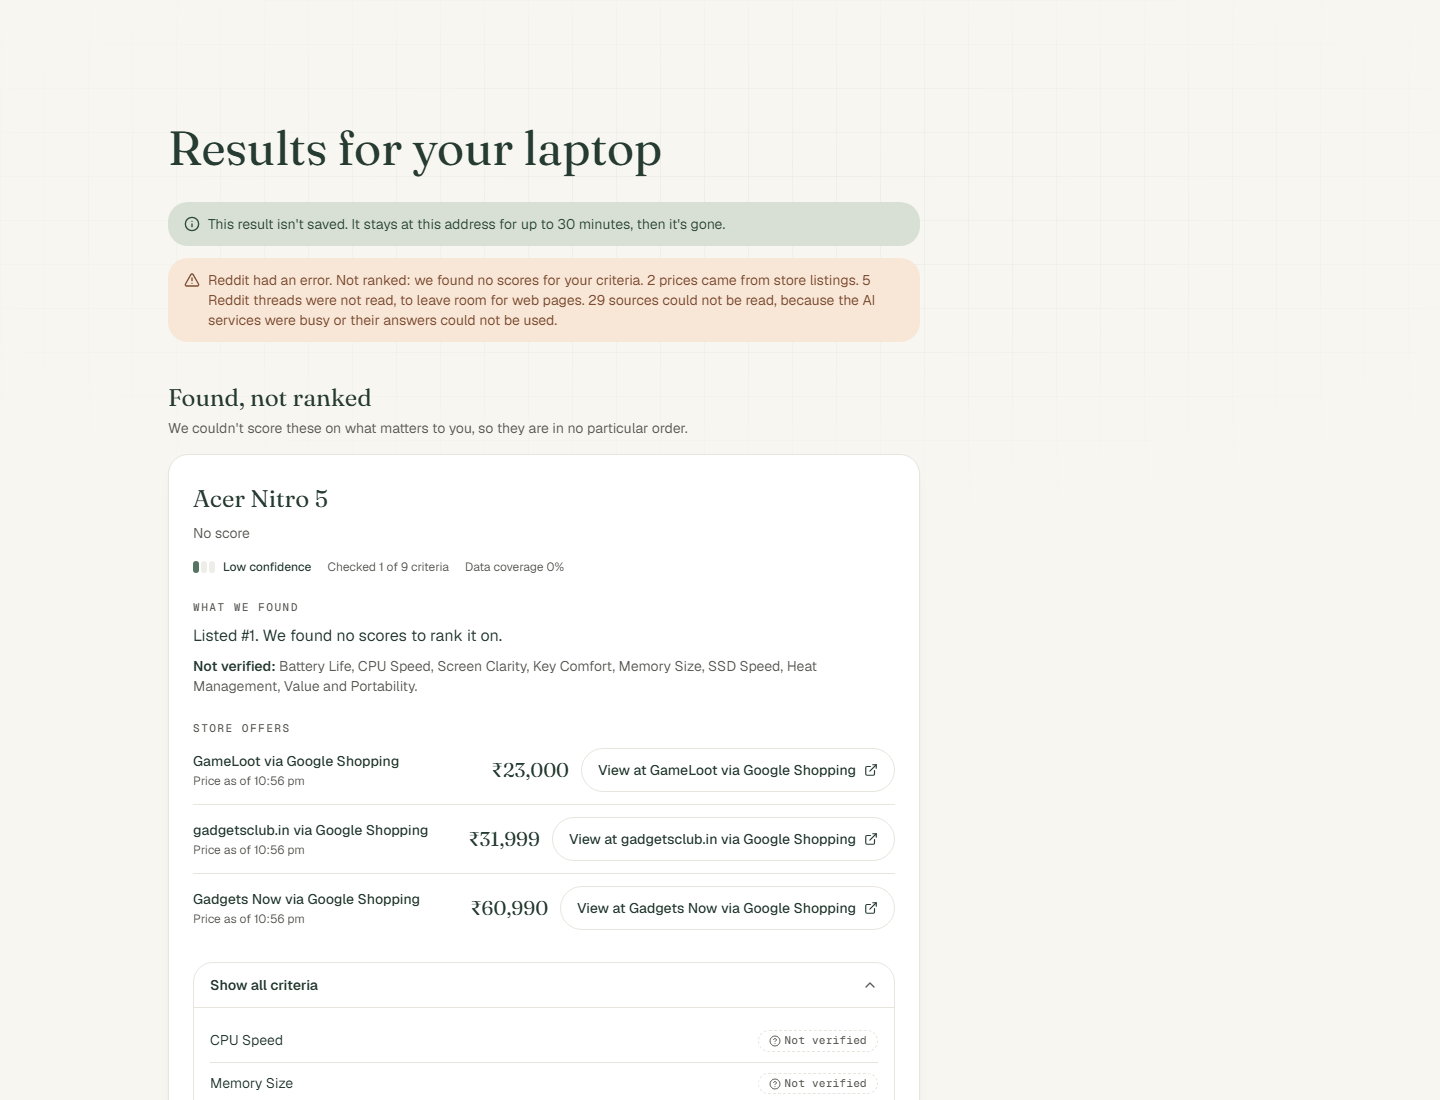 Results for your laptop
This result isn't saved. It stays at this address for up to 30 minutes, then it's gone.
Reddit had an error. Not ranked: we found no scores for your criteria. 2 prices came from store listings. 5
Reddit threads were not read, to leave room for web pages. 29 sources could not be read, because the AI
services were busy or their answers could not be used.
Found, not ranked
We couldn't score these on what matters to you, so they are in no particular order.
Acer Nitro 5
No score
Low confidence Checked 1 of 9 criteria Data coverage 0%
WHAT WE FOUND
Listed #1. We found no scores to rank it on.
Not verified: Battery Life, CPU Speed, Screen Clarity, Key Comfort, Memory Size, SSD Speed, Heat
Management, Value and Portability.
STORE OFFERS
GameLoot via Google Shopping
Price as of 10:56 pm
₹23,000
View at GameLoot via Google Shopping
gadgetsclub.in via Google Shopping
Price as of 10:56 pm
₹31,999
View at gadgetsclub.in via Google Shopping
Gadgets Now via Google Shopping
Price as of 10:56 pm
₹60,990
View at Gadgets Now via Google Shopping
Show all criteria
CPU Speed Not verified
Memory Size Not verified